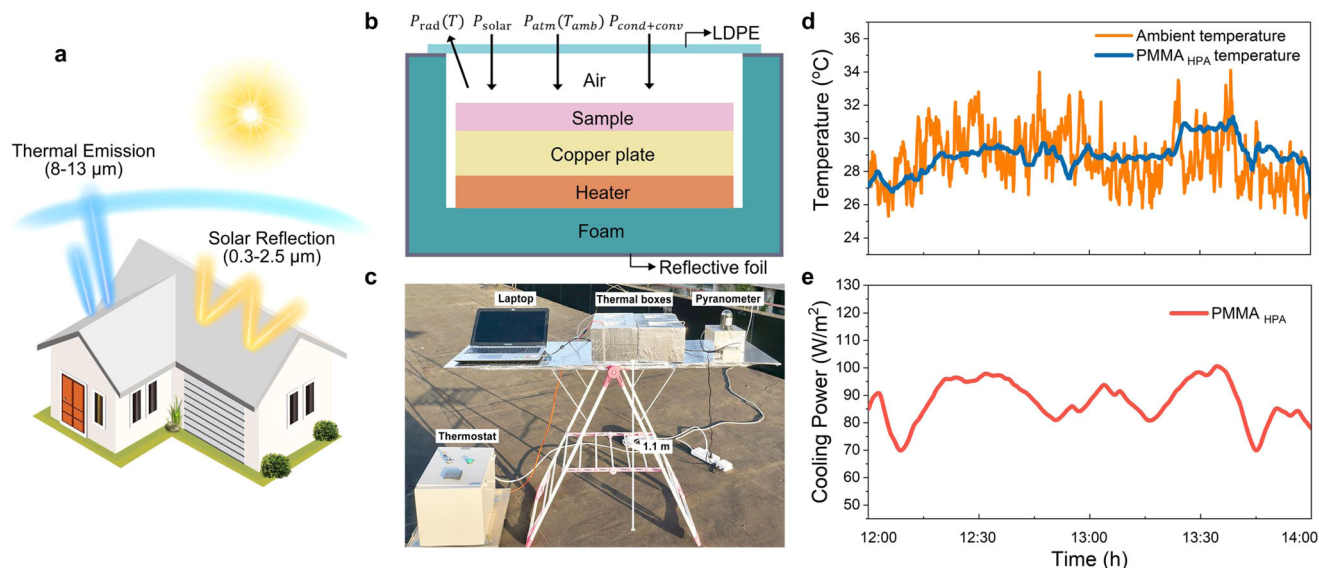 a
Thermal Emission
(8-13 µm)
Solar Reflection
(0.3-2.5 µm)
b
P_rad(T) P_solar P_atm(T_amb) P_cond+conv
LDPE
Air
Sample
Copper plate
Heater
Foam
Reflective foil
c
Laptop
Thermal boxes
Pyranometer
Thermostat
1.1 m
d
Temperature (°C)
36
34
32
30
28
26
24
Ambient temperature
PMMA HPA temperature
e
Cooling Power (W/m²)
130
120
110
100
90
80
70
60
50
PMMA HPA
12:00 12:30 13:00 13:30 14:00
Time (h)